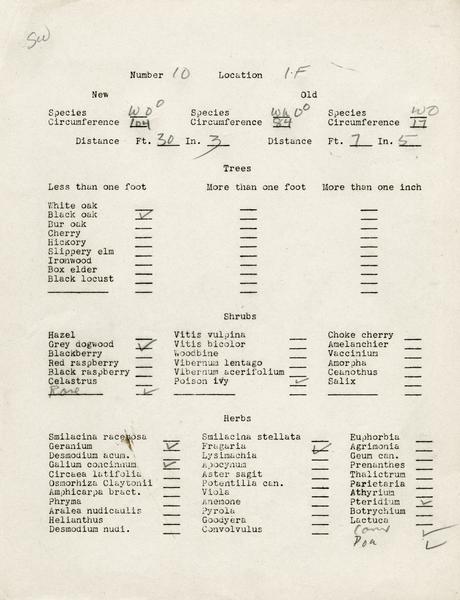 SW
Number 10 Location 1-F
New Old
Species WO Species WO Species WO
Circumference 104 Circumference 84 Circumference 17
Distance Ft. 30 In. 3 Distance Ft. 7 In. 5
Trees
Less than one foot More than one foot More than one inch
White oak
Black oak ✓
Bur oak
Cherry
Hickory
Slippery elm
Ironwood
Box elder
Black locust
Shrubs
Hazel Vitis vulpina Choke cherry
Grey dogwood ✓ Vitis bicolor Amelanchier
Blackberry Woodbine Vaccinium
Red raspberry Vibernum lentago Amorpha
Black raspberry Vibernum acerifolium Ceanothus
Celastrus Poison ivy ✓ Salix
Rose ✓
Herbs
Smilacina racemosa Smilacina stellata Euphorbia
Geranium ✓ Fragaria ✓ Agrimonia
Desmodium acum. Lysimachia Geum can.
Galium concinnum ✓ Apocynum Prenanthes
Circaea latifolia Aster sagit Thalictrum
Osmorhiza Claytonii Potentilla can. Parietaria
Amphicarpa bract. Viola Athyrium
Phryma Anenone Pteridium ✓
Aralea nudicaulis Pyrola Botrychium
Helianthus Goodyera Lactuca
Desmodium nudi. Convolvulus ✓
Poa ✓